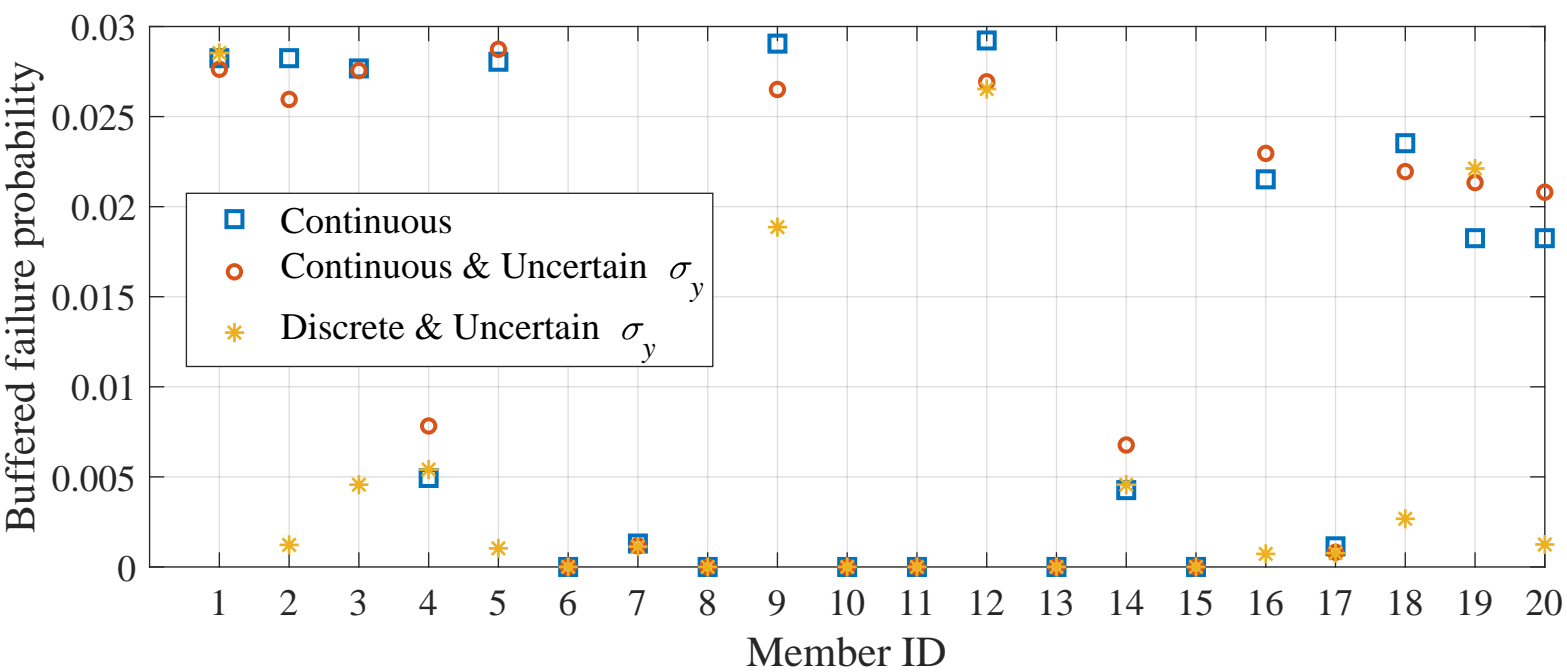 Buffered failure probability
0.03
0.025
0.02
0.015
0.01
0.005
0
Continuous
Continuous & Uncertain σy
Discrete & Uncertain σy
1 2 3 4 5 6 7 8 9 10 11 12 13 14 15 16 17 18 19 20
Member ID